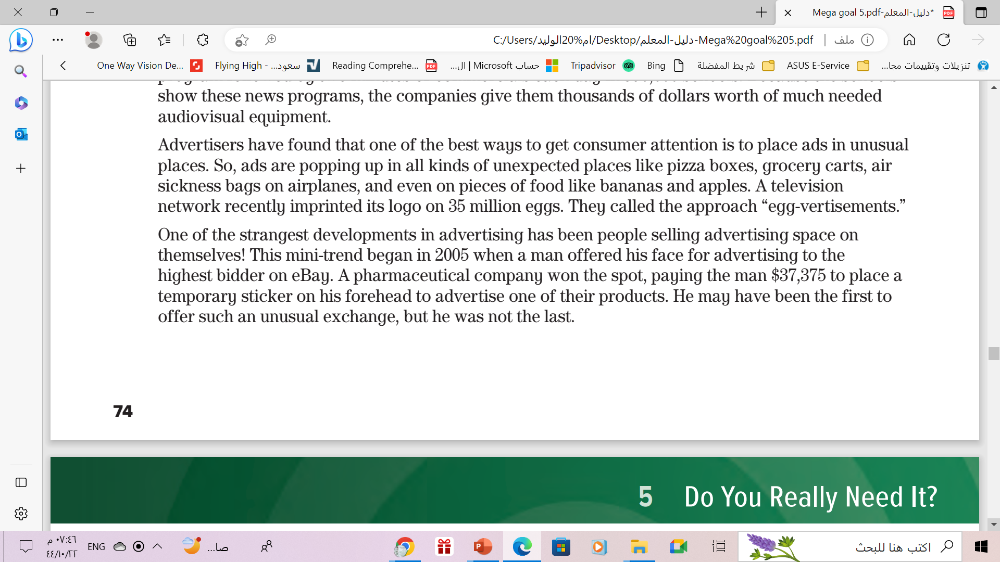 Mega goal 5.pdf-دليل-المعلم*
C:/Users/ام%20الوليد/Desktop/دليل-المعلم-Mega%20goal%205.pdf
ملف
One Way Vision De...
Flying High - سعود...
Reading Comprehe...
حساب Microsoft | ال...
Tripadvisor
Bing
شريط المفضلة
ASUS E-Service
تنزيلات وتقييمات مجا...
show these news programs, the companies give them thousands of dollars worth of much needed
audiovisual equipment.
Advertisers have found that one of the best ways to get consumer attention is to place ads in unusual
places. So, ads are popping up in all kinds of unexpected places like pizza boxes, grocery carts, air
sickness bags on airplanes, and even on pieces of food like bananas and apples. A television
network recently imprinted its logo on 35 million eggs. They called the approach “egg-vertisements.”
One of the strangest developments in advertising has been people selling advertising space on
themselves! This mini-trend began in 2005 when a man offered his face for advertising to the
highest bidder on eBay. A pharmaceutical company won the spot, paying the man $37,375 to place a
temporary sticker on his forehead to advertise one of their products. He may have been the first to
offer such an unusual exchange, but he was not the last.
74
5 Do You Really Need It?
٠٧:٤٦ م
٤٤/١٠/٢٢
ENG
صا...
اكتب هنا للبحث